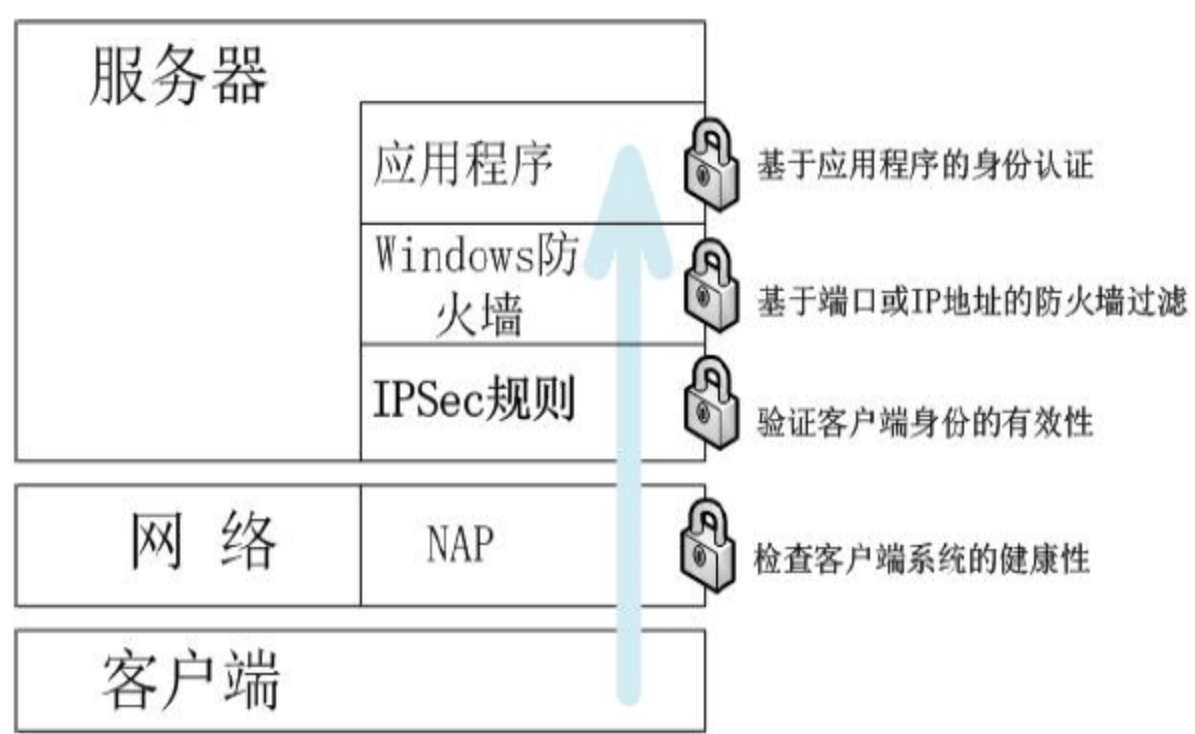 服务器
应用程序
基于应用程序的身份认证
Windows防
火墙
基于端口或IP地址的防火墙过滤
IPSec规则
验证客户端身份的有效性
网 络
NAP
检查客户端系统的健康性
客户端